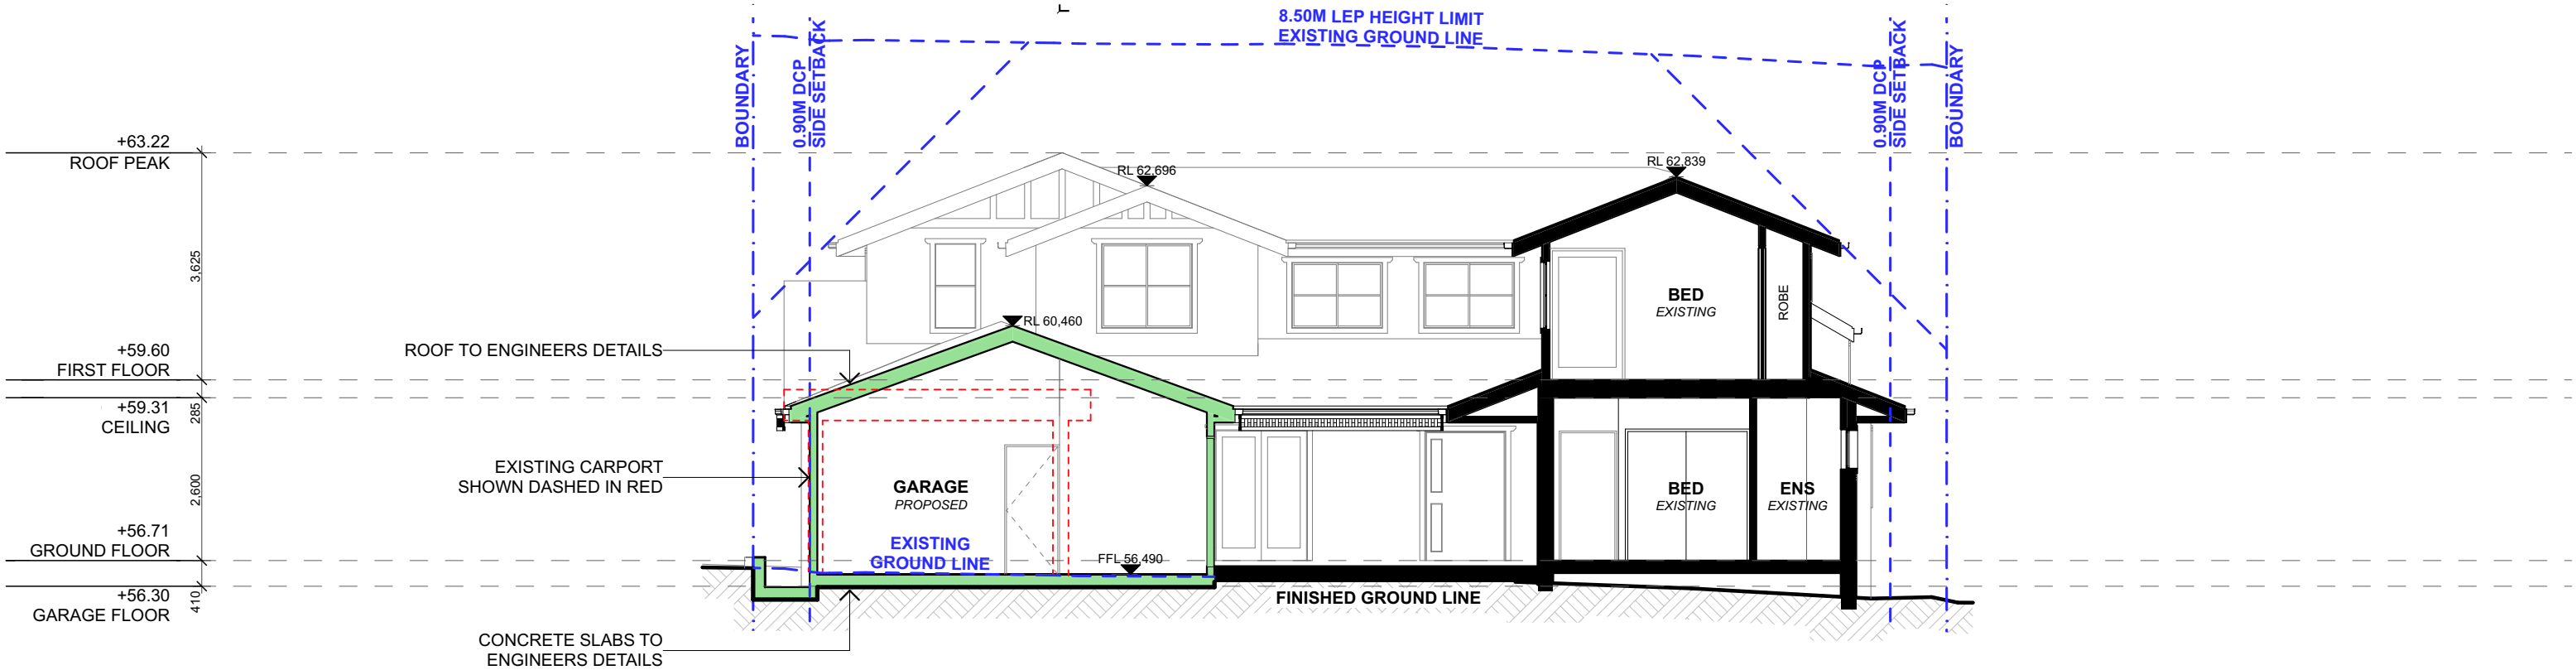 8.50M LEP HEIGHT LIMIT
EXISTING GROUND LINE
BOUNDARY
0.90M DCP
SIDE SETBACK
0.90M DCP
SIDE SETBACK
BOUNDARY
+63.22
ROOF PEAK
RL 62,696
RL 62,839
3,625
BED
EXISTING
ROBE
RL 60,460
+59.60
FIRST FLOOR
ROOF TO ENGINEERS DETAILS
+59.31
CEILING
285
EXISTING CARPORT
SHOWN DASHED IN RED
2,600
GARAGE
PROPOSED
BED
EXISTING
ENS
EXISTING
+56.71
GROUND FLOOR
EXISTING
GROUND LINE
FFL 56,490
+56.30
GARAGE FLOOR
410
FINISHED GROUND LINE
CONCRETE SLABS TO
ENGINEERS DETAILS